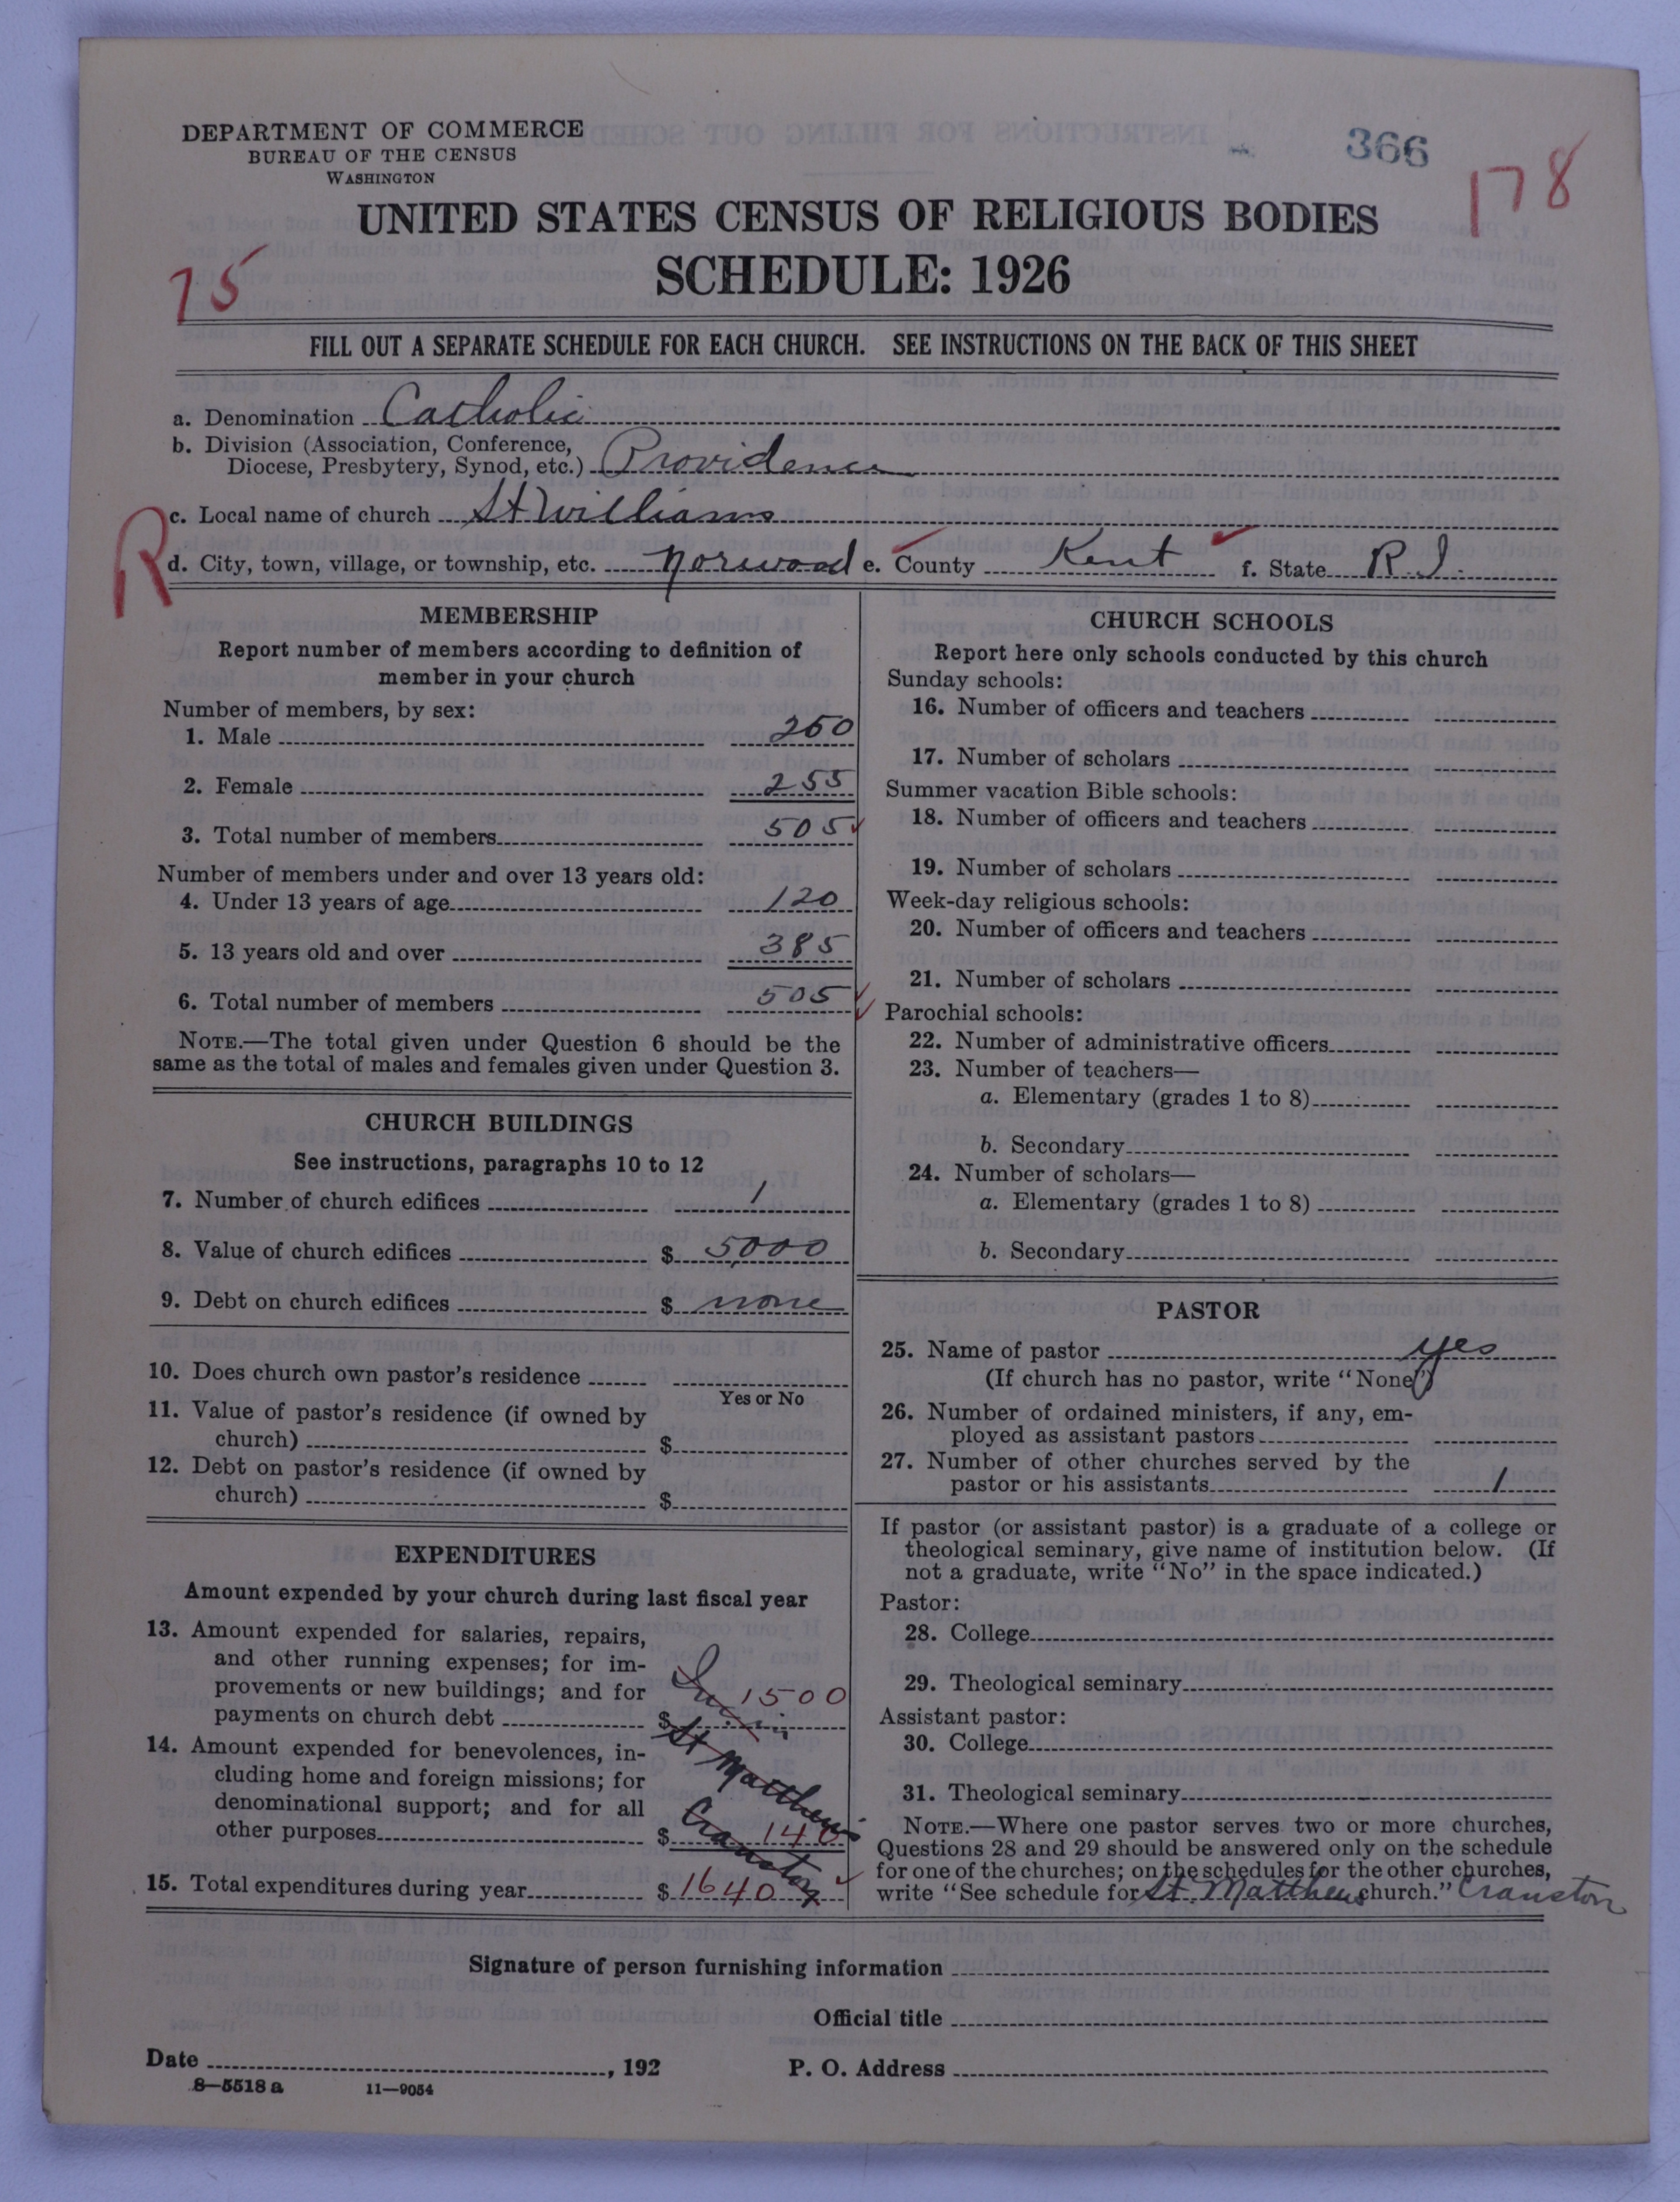 DEPARTMENT OF COMMERCE
BUREAU OF THE CENSUS
WASHINGTON
366
178
UNITED STATES CENSUS OF RELIGIOUS BODIES
SCHEDULE: 1926
75
FILL OUT A SEPARATE SCHEDULE FOR EACH CHURCH. SEE INSTRUCTIONS ON THE BACK OF THIS SHEET
a. Denomination Catholic
b. Division (Association, Conference,
Diocese, Presbytery, Synod, etc.) Providence
c. Local name of church St Williams
R
d. City, town, village, or township, etc. Norwood e. County Kent f. State R.I.
MEMBERSHIP
Report number of members according to definition of
member in your church
Number of members, by sex:
1. Male 250
2. Female 255
3. Total number of members 505
Number of members under and over 13 years old:
4. Under 13 years of age 120
5. 13 years old and over 385
6. Total number of members 505
NOTE.—The total given under Question 6 should be the
same as the total of males and females given under Question 3.
CHURCH BUILDINGS
See instructions, paragraphs 10 to 12
7. Number of church edifices 1
8. Value of church edifices $ 5000
9. Debt on church edifices $ none
10. Does church own pastor's residence
Yes or No
11. Value of pastor's residence (if owned by
church) $
12. Debt on pastor's residence (if owned by
church) $
EXPENDITURES
Amount expended by your church during last fiscal year
13. Amount expended for salaries, repairs,
and other running expenses; for im-
provements or new buildings; and for
payments on church debt $ 1500
St Matthew's
14. Amount expended for benevolences, in-
cluding home and foreign missions; for
denominational support; and for all
other purposes $ 140
Cranston
15. Total expenditures during year $ 1640
CHURCH SCHOOLS
Report here only schools conducted by this church
Sunday schools:
16. Number of officers and teachers
17. Number of scholars
Summer vacation Bible schools:
18. Number of officers and teachers
19. Number of scholars
Week-day religious schools:
20. Number of officers and teachers
21. Number of scholars
Parochial schools:
22. Number of administrative officers
23. Number of teachers—
a. Elementary (grades 1 to 8)
b. Secondary
24. Number of scholars—
a. Elementary (grades 1 to 8)
b. Secondary
PASTOR
25. Name of pastor yes
(If church has no pastor, write "None")
26. Number of ordained ministers, if any, em-
ployed as assistant pastors
27. Number of other churches served by the
pastor or his assistants 1
If pastor (or assistant pastor) is a graduate of a college or
theological seminary, give name of institution below. (If
not a graduate, write "No" in the space indicated.)
Pastor:
28. College
29. Theological seminary
Assistant pastor:
30. College
31. Theological seminary
NOTE.—Where one pastor serves two or more churches,
Questions 28 and 29 should be answered only on the schedule
for one of the churches; on the schedules for the other churches,
write "See schedule for St. Matthews church." Cranston
Signature of person furnishing information
Official title
Date , 192
P. O. Address
8—5518 a 11—9054